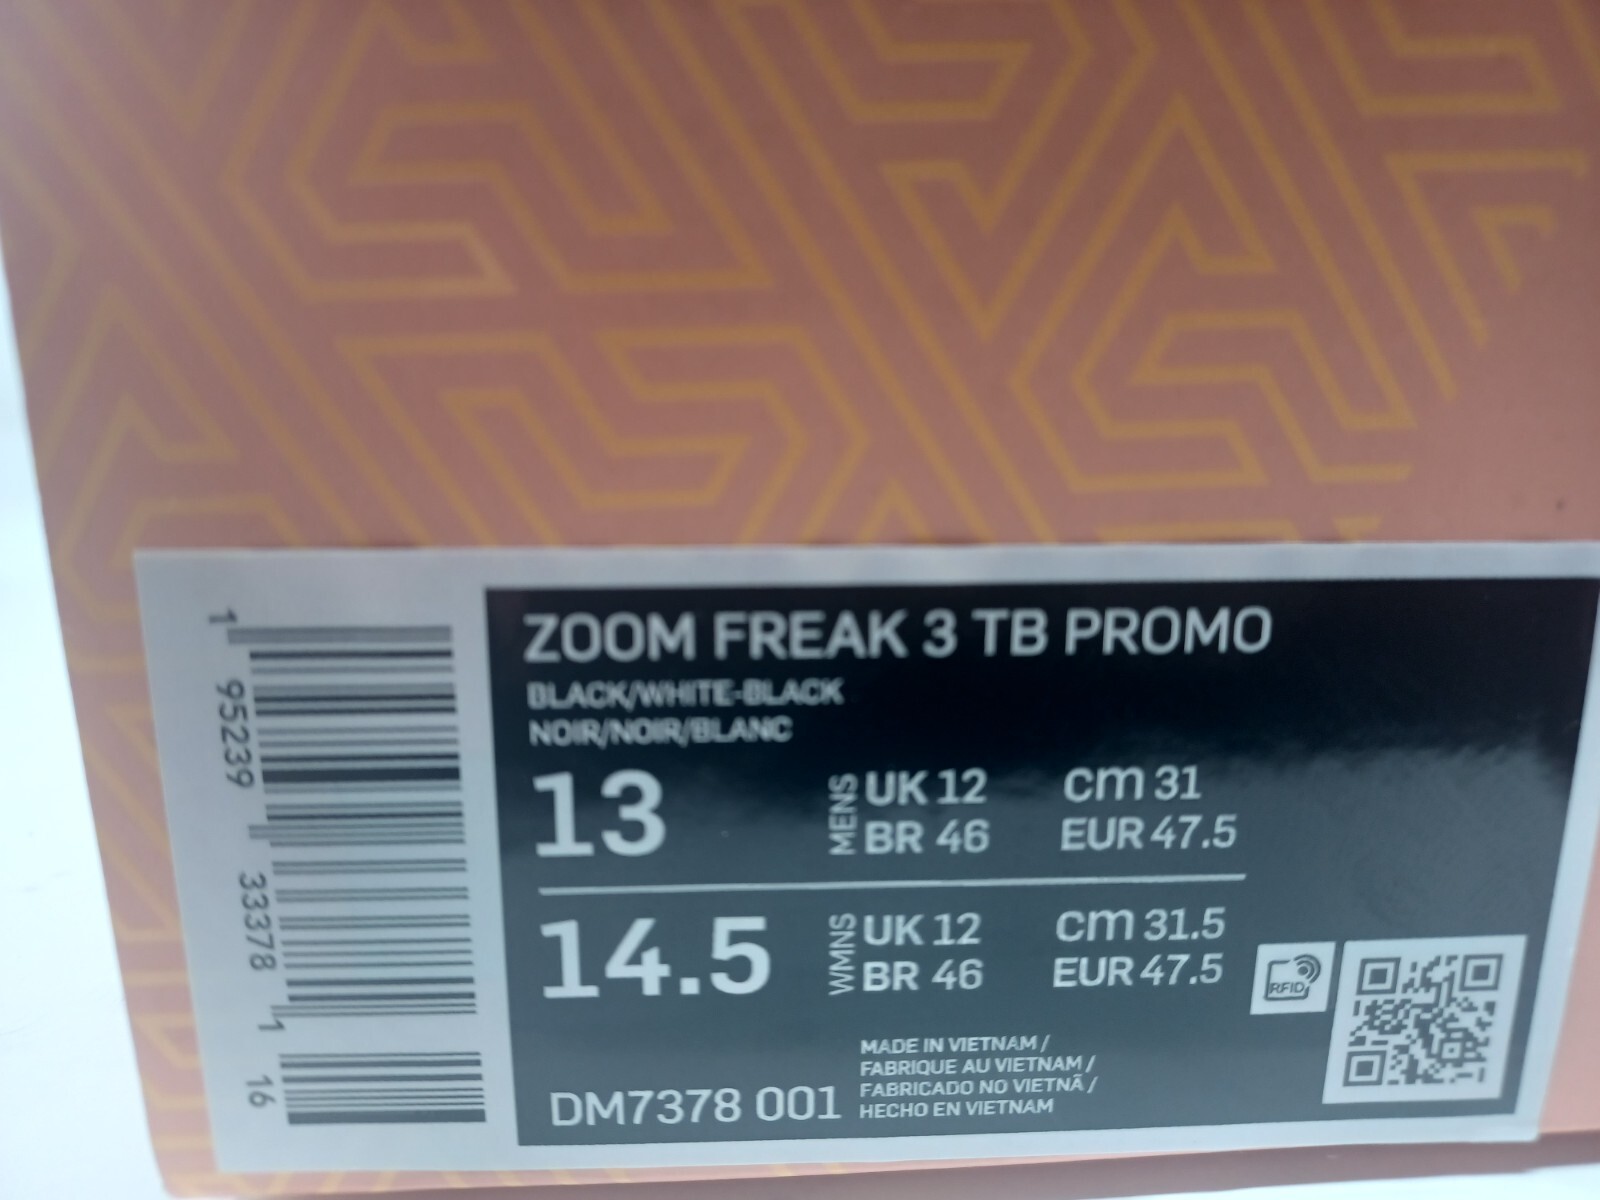 ZOOM FREAK 3 TB PROMO
BLACK/WHITE-BLACK
NOIR/NOIR/BLANC
13
MENS
UK 12 CM 31
BR 46 EUR 47.5
14.5
WMNS
UK 12 CM 31.5
BR 46 EUR 47.5
RFID
DM7378 001
MADE IN VIETNAM /
FABRIQUE AU VIETNAM /
FABRICADO NO VIETNÃ /
HECHO EN VIETNAM
1 95239 33378 1 16